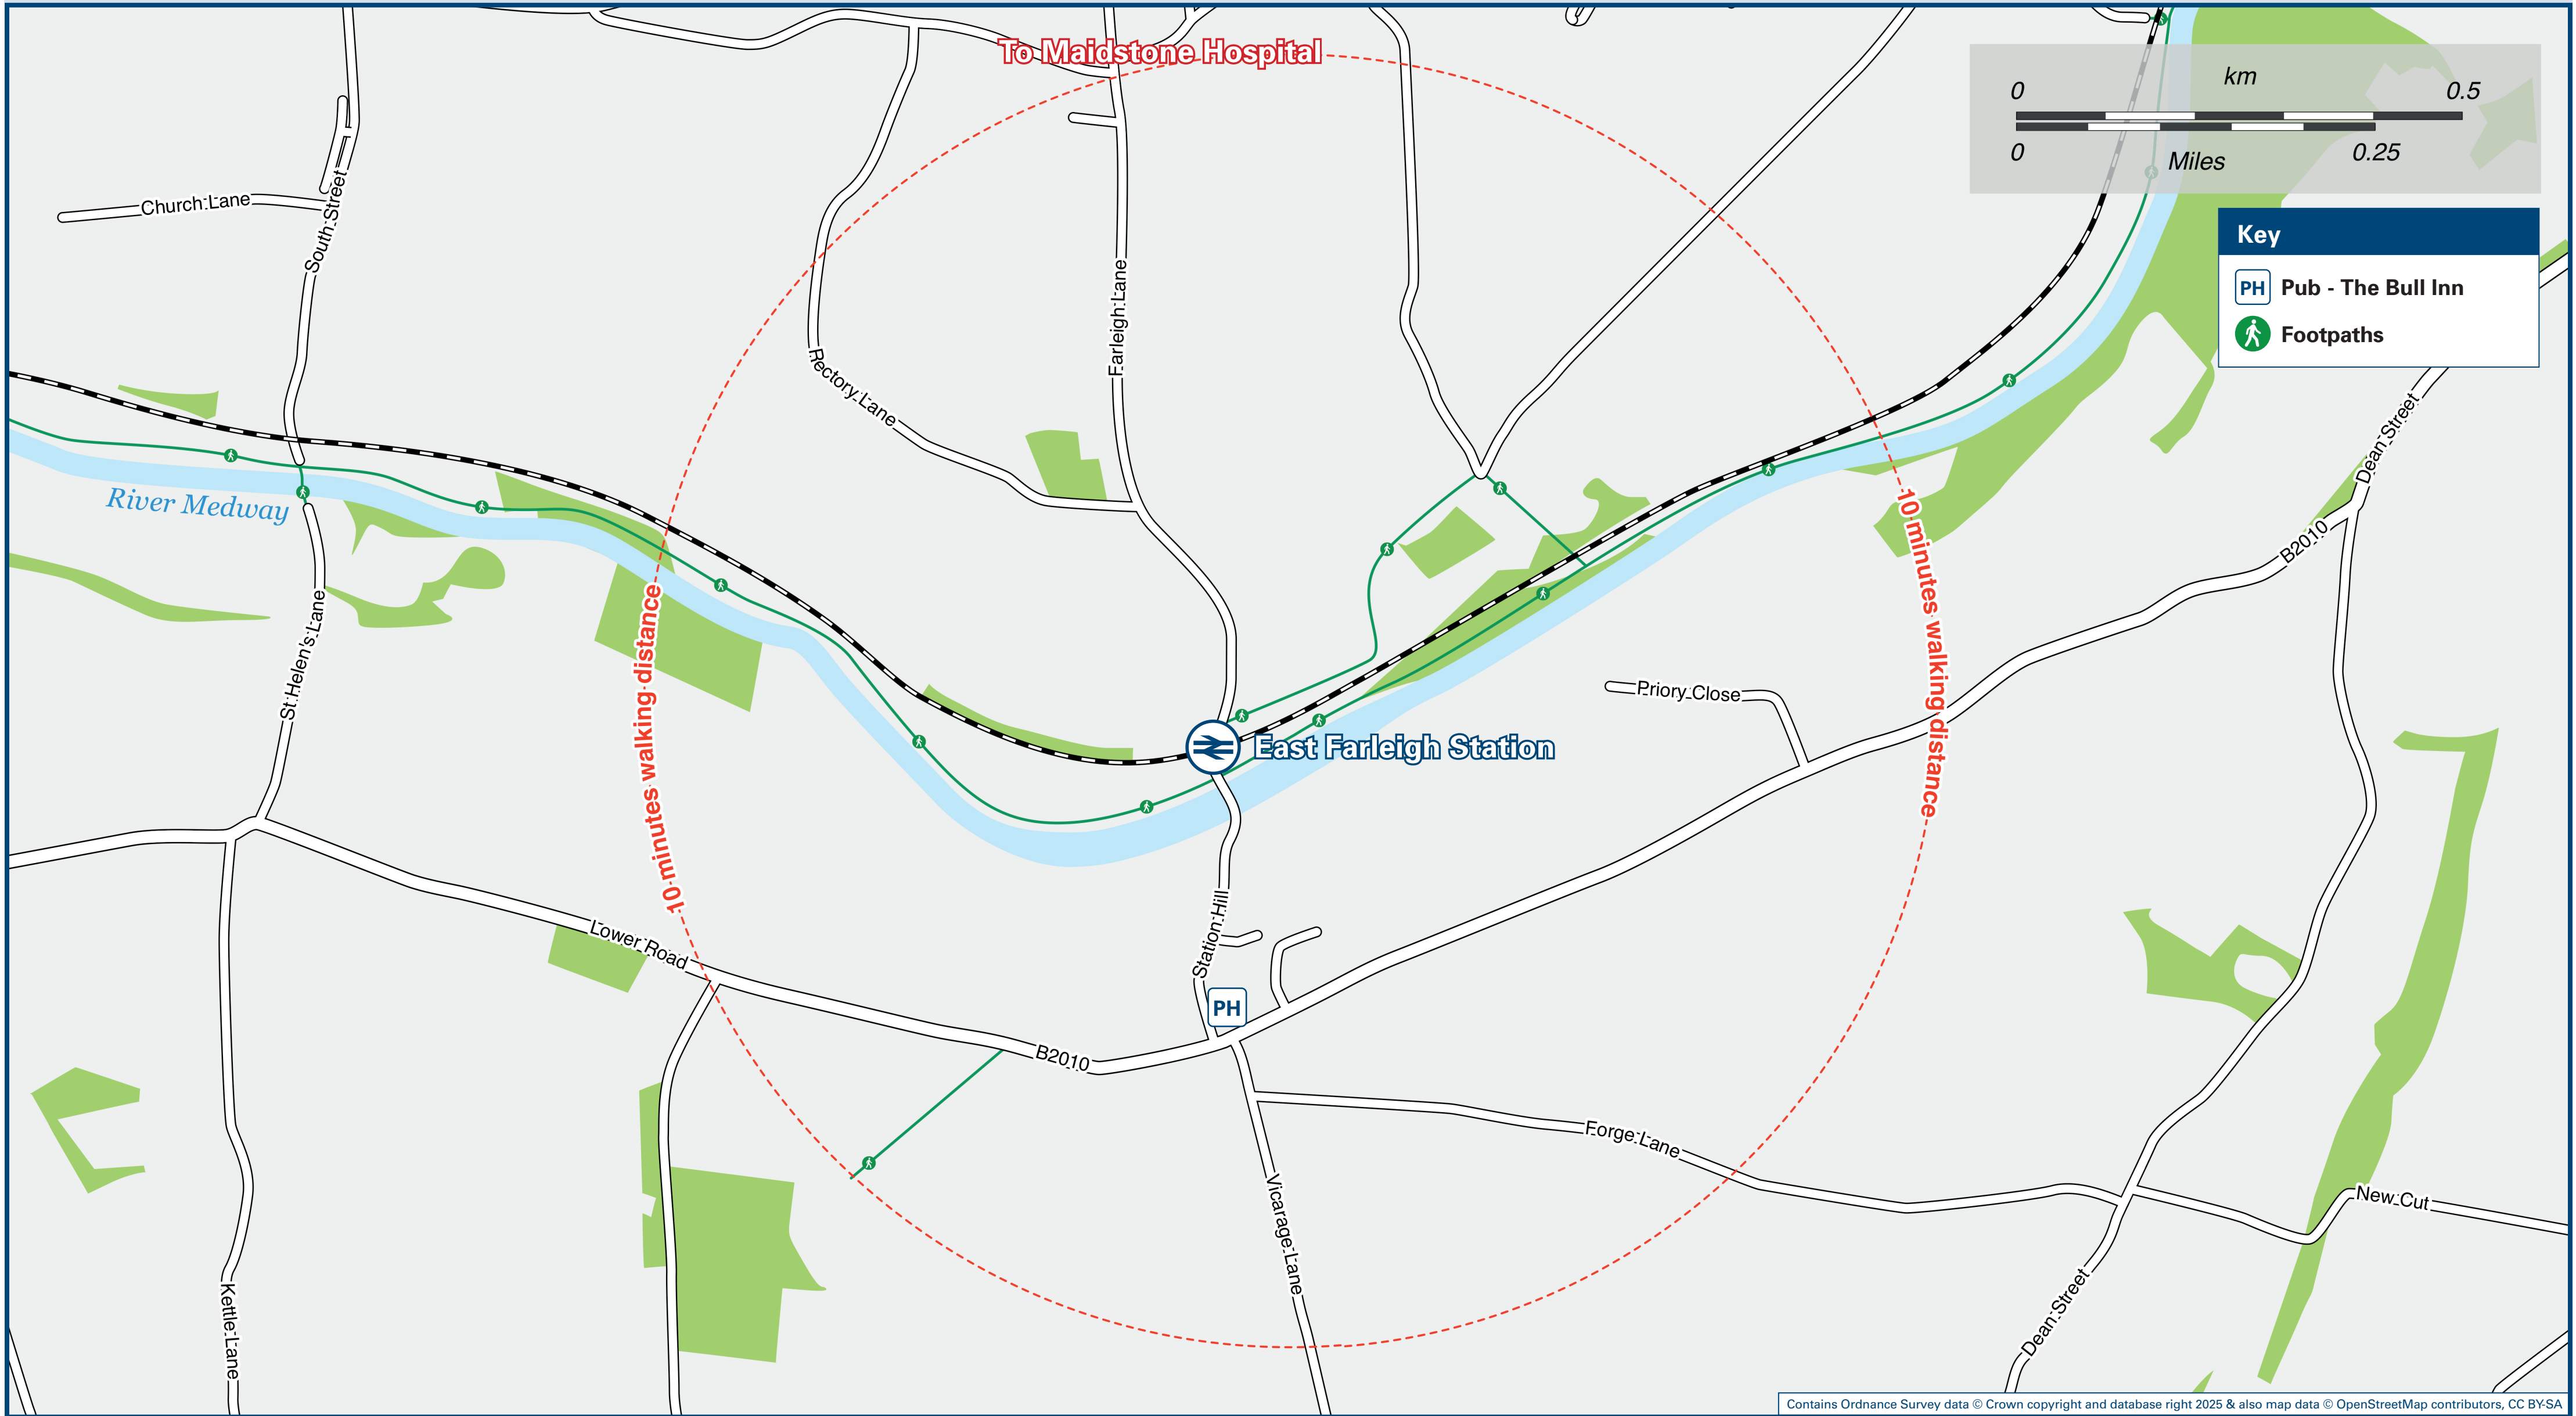 To Maidstone Hospital
km
0 0.5
0 0.25
Miles
Key
PH Pub - The Bull Inn
Footpaths
Church Lane
South Street
Farleigh Lane
Rectory Lane
River Medway
Dean Street
B2010
10 minutes walking distance
10 minutes walking distance
St Helen's Lane
Priory Close
East Farleigh Station
Station Hill
Lower Road
PH
B2010
Forge Lane
Vicarage Lane
New Cut
Kettle Lane
Dean Street
Contains Ordnance Survey data © Crown copyright and database right 2025 & also map data © OpenStreetMap contributors, CC BY-SA